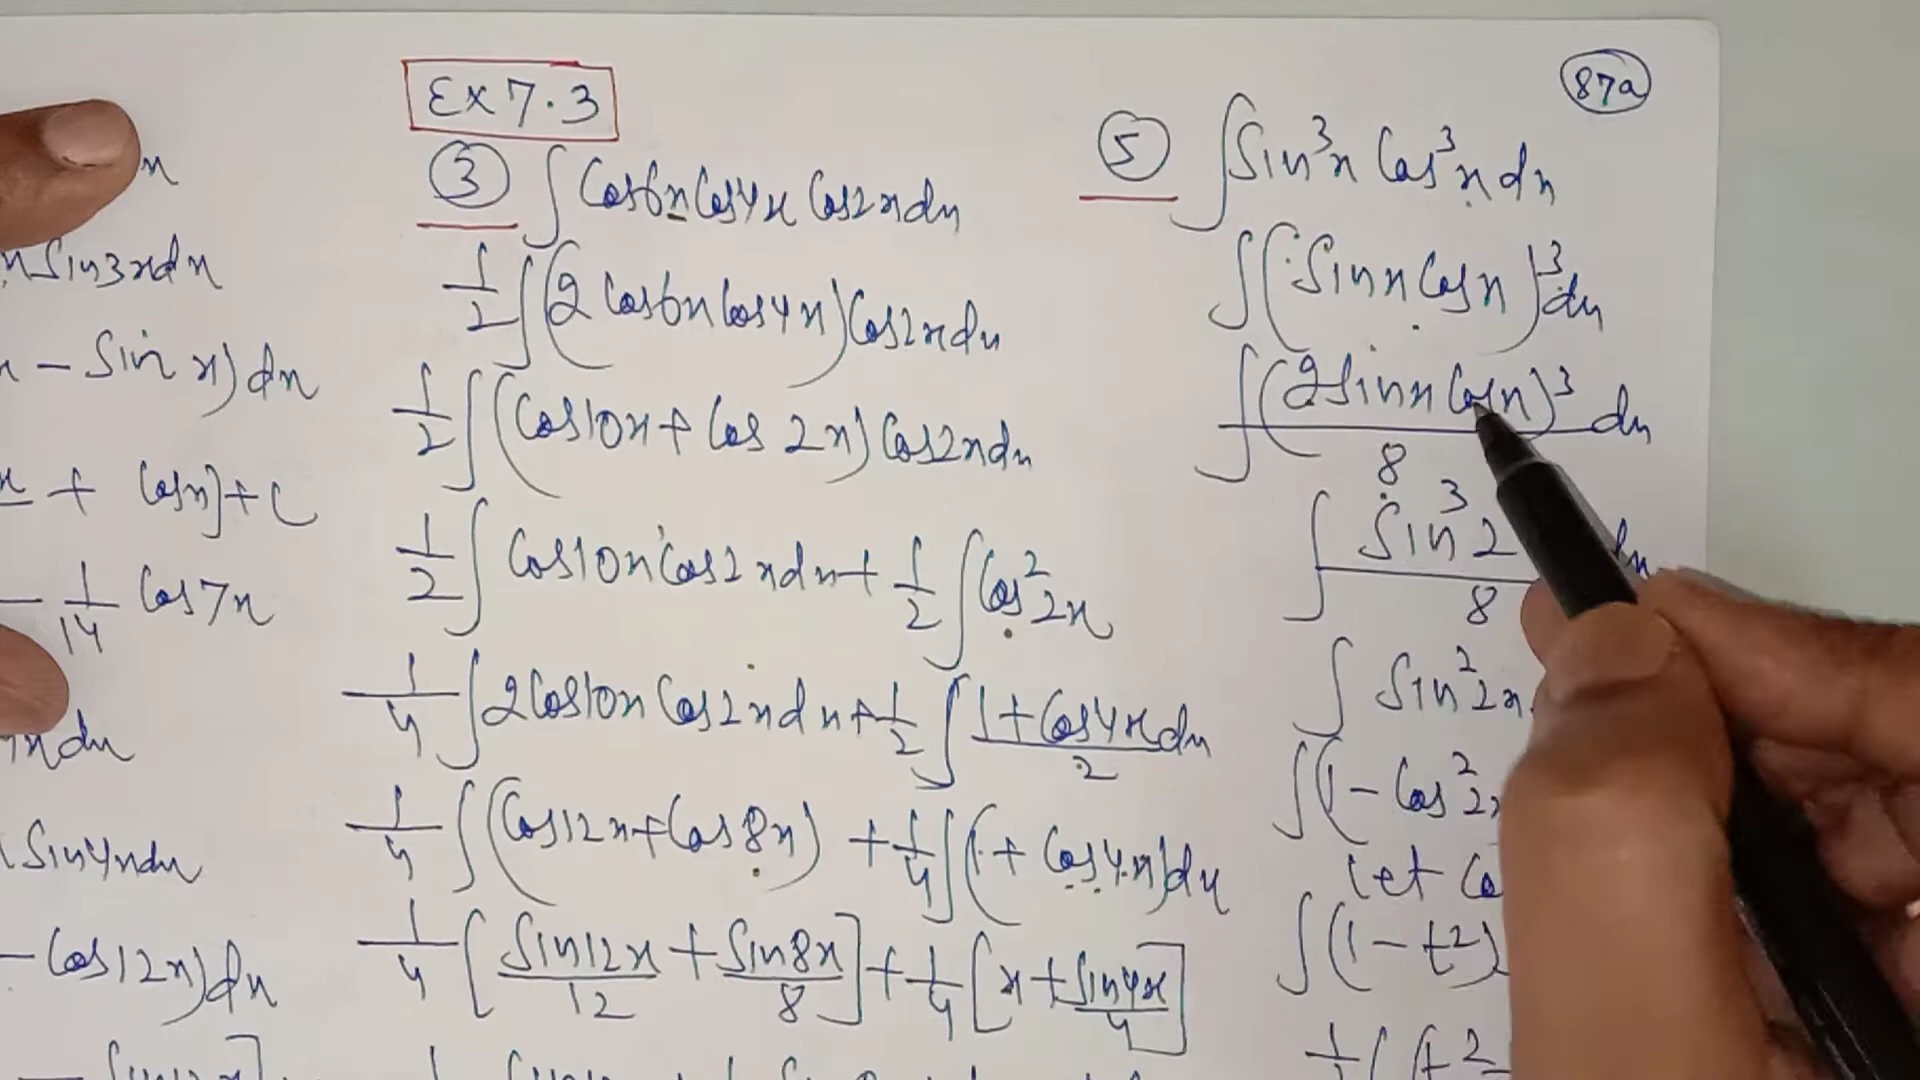 x
x Sin3x dx
x - Sin x) dx
x + Cosx] + C
- 1/14 Cos7x
x dx
Sin4x dx
- Cos12x) dx
Ex 7.3
③ ∫ Cos6x Cos4x Cos2x dx
1/2 ∫ (2 Cos6x Cos4x) Cos2x dx
1/2 ∫ (Cos10x + Cos 2x) Cos2x dx
1/2 ∫ Cos10x Cos2x dx + 1/2 ∫ Cos²2x
1/4 ∫ 2Cos10x Cos2x dx + 1/2 ∫ (1 + Cos4x dx)/2
1/4 ∫ (Cos12x + Cos8x) + 1/4 ∫ (1 + Cos4x) dx
1/4 [Sin12x/12 + Sin8x/8] + 1/4 [x + Sin4x/4]
87a
⑤ ∫ Sin³x Cos³x dx
∫ (Sinx Cosx)³ dx
∫ (2Sinx Cosx)³/8 dx
∫ Sin³2/8 dx
∫ Sin²2x
∫ (1 - Cos²2x
let Co
∫ (1 - t²)